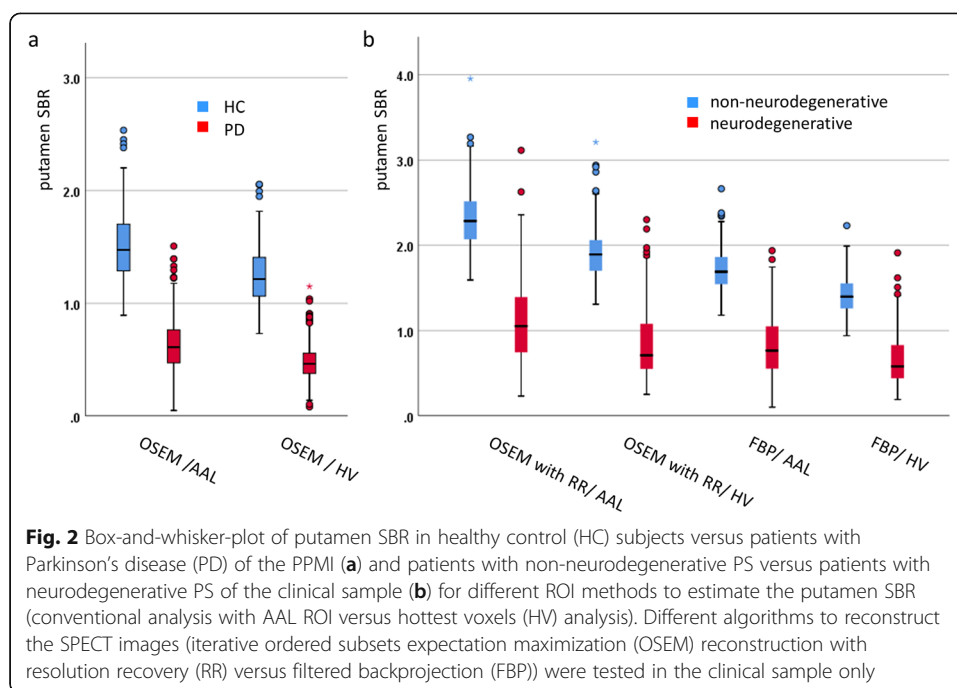 a
b
3.0
2.0
1.0
.0
putamen SBR
HC
PD
OSEM /AAL
OSEM / HV
4.0
3.0
2.0
1.0
.0
putamen SBR
non-neurodegenerative
neurodegenerative
OSEM with RR/ AAL
OSEM with RR/ HV
FBP/ AAL
FBP/ HV
Fig. 2 Box-and-whisker-plot of putamen SBR in healthy control (HC) subjects versus patients with
Parkinson's disease (PD) of the PPMI (a) and patients with non-neurodegenerative PS versus patients with
neurodegenerative PS of the clinical sample (b) for different ROI methods to estimate the putamen SBR
(conventional analysis with AAL ROI versus hottest voxels (HV) analysis). Different algorithms to reconstruct
the SPECT images (iterative ordered subsets expectation maximization (OSEM) reconstruction with
resolution recovery (RR) versus filtered backprojection (FBP)) were tested in the clinical sample only